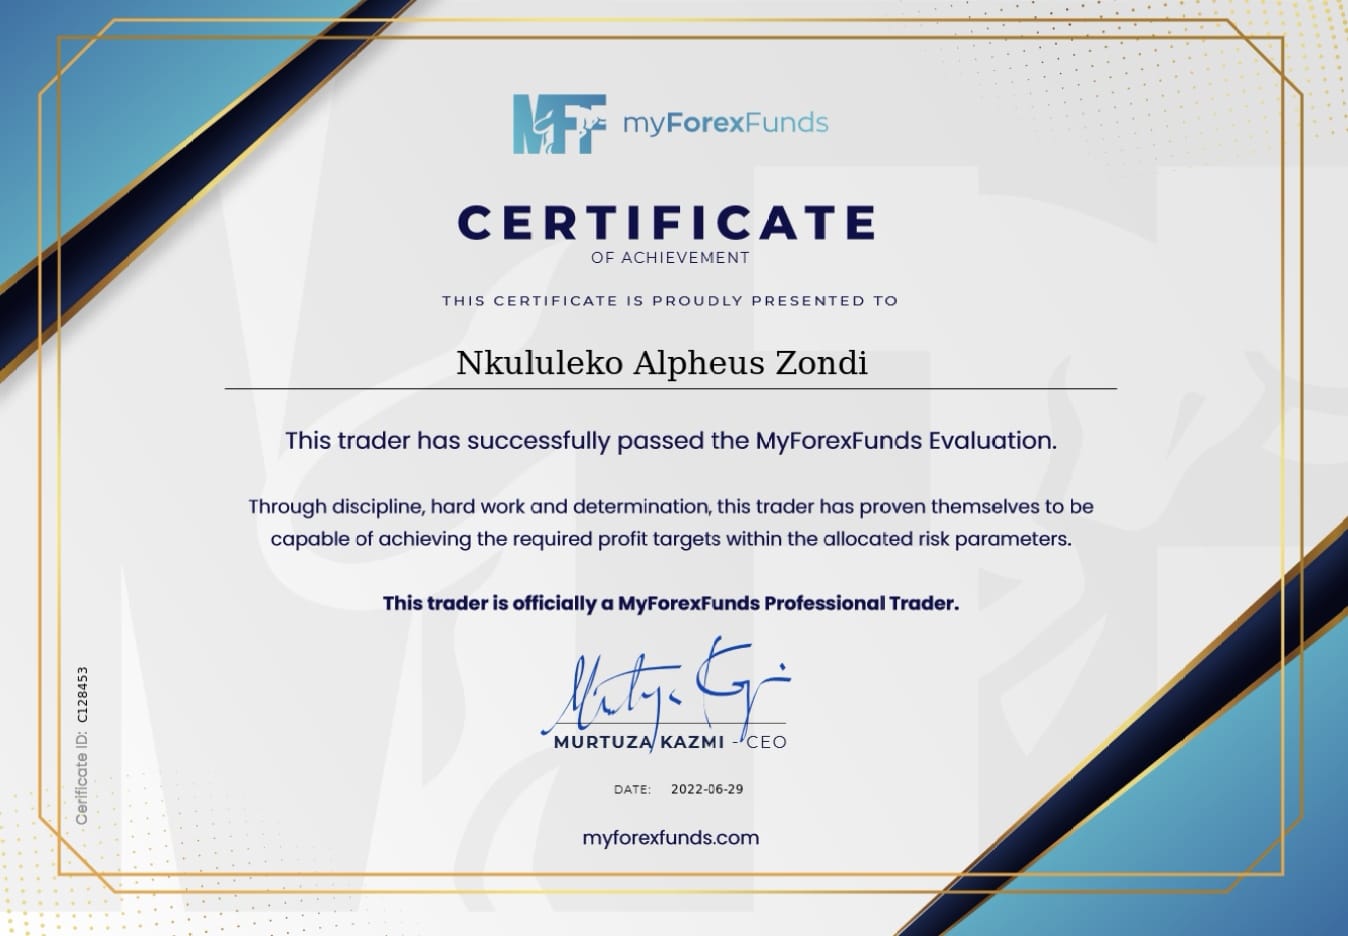 MFF myForexFunds
CERTIFICATE
OF ACHIEVEMENT
THIS CERTIFICATE IS PROUDLY PRESENTED TO
Nkululeko Alpheus Zondi
This trader has successfully passed the MyForexFunds Evaluation.
Through discipline, hard work and determination, this trader has proven themselves to be
capable of achieving the required profit targets within the allocated risk parameters.
This trader is officially a MyForexFunds Professional Trader.
MURTUZA KAZMI - CEO
DATE: 2022-06-29
myforexfunds.com
Certificate ID: C128453